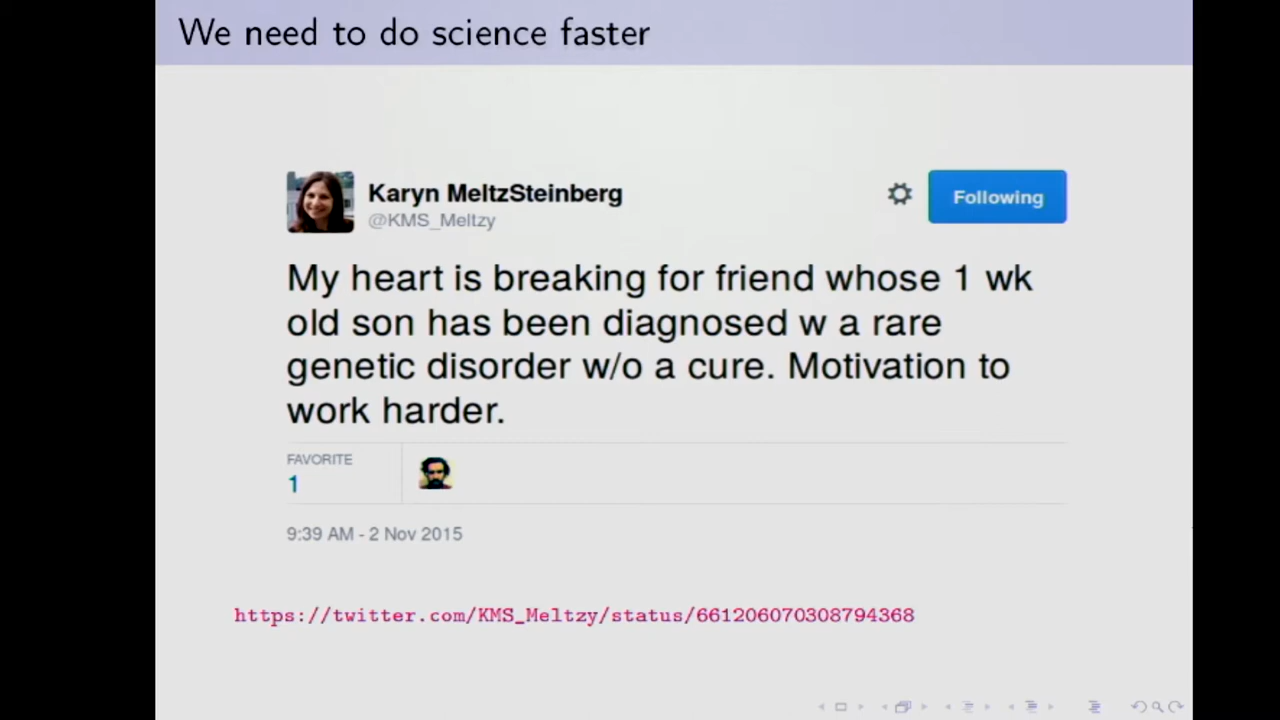 We need to do science faster
Karyn MeltzSteinberg
@KMS_Meltzy
Following
My heart is breaking for friend whose 1 wk
old son has been diagnosed w a rare
genetic disorder w/o a cure. Motivation to
work harder.
FAVORITE
1
9:39 AM - 2 Nov 2015
https://twitter.com/KMS_Meltzy/status/661206070308794368